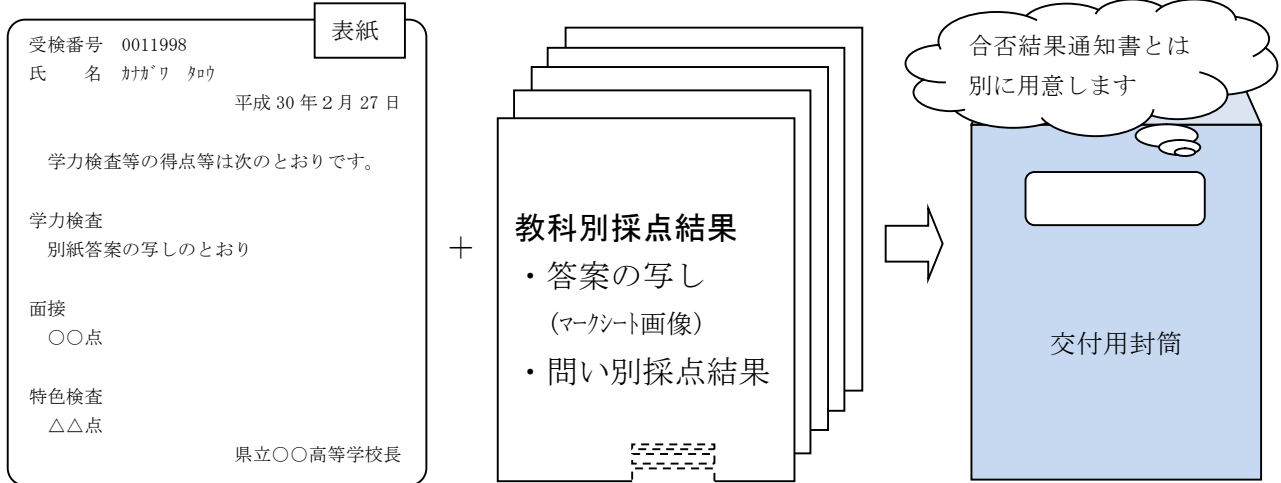 表紙
受検番号 0011998
氏　　名 ｶﾅｶﾞﾜ ﾀﾛｳ
平成 30 年２月 27 日
学力検査等の得点等は次のとおりです。
学力検査
別紙答案の写しのとおり
面接
○○点
特色検査
△△点
県立○○高等学校長
＋
教科別採点結果
・答案の写し
（ﾏｰｸｼｰﾄ画像）
・問い別採点結果
合否結果通知書とは
別に用意します
交付用封筒